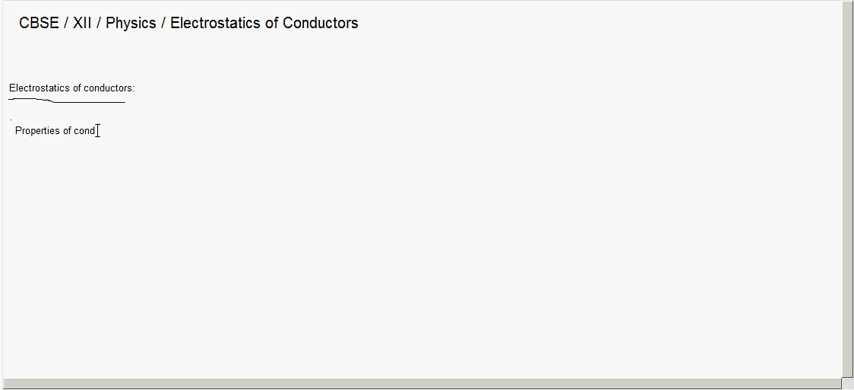 CBSE / XII / Physics / Electrostatics of Conductors
Electrostatics of conductors:
Properties of cond